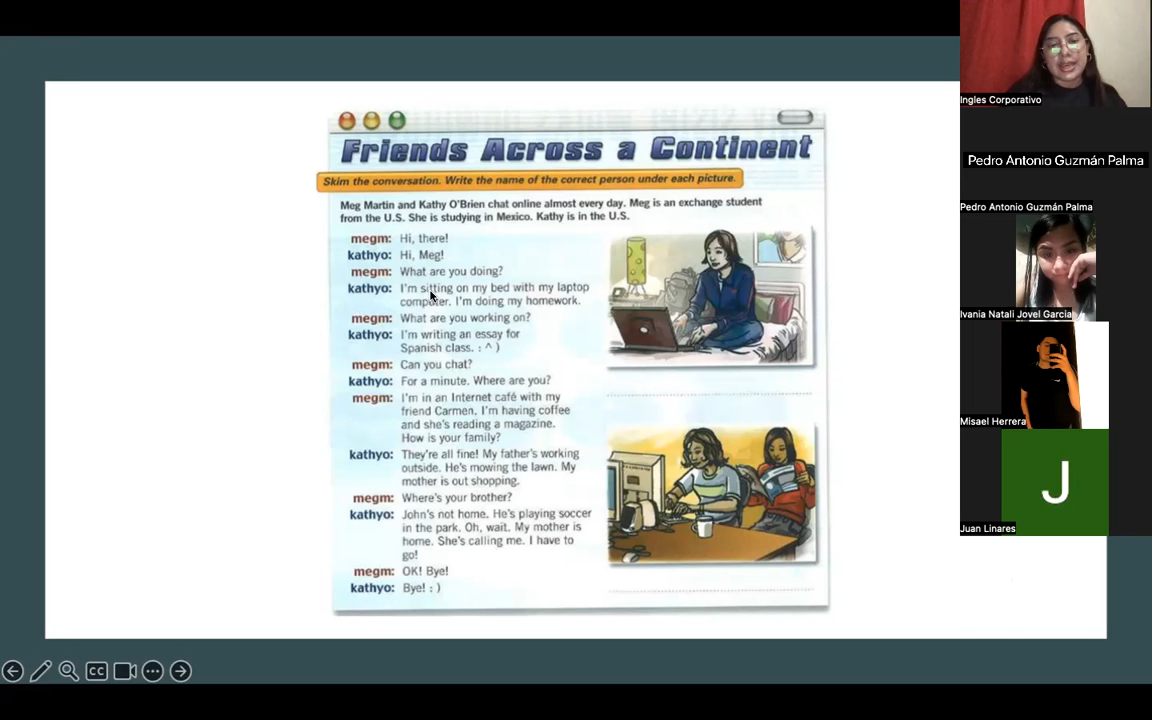 Friends Across a Continent
Skim the conversation. Write the name of the correct person under each picture.
Meg Martin and Kathy O'Brien chat online almost every day. Meg is an exchange student
from the U.S. She is studying in Mexico. Kathy is in the U.S.
megm: Hi, there!
kathyo: Hi, Meg!
megm: What are you doing?
kathyo: I'm sitting on my bed with my laptop
computer. I'm doing my homework.
megm: What are you working on?
kathyo: I'm writing an essay for
Spanish class. : ^ )
megm: Can you chat?
kathyo: For a minute. Where are you?
megm: I'm in an Internet café with my
friend Carmen. I'm having coffee
and she's reading a magazine.
How is your family?
kathyo: They're all fine! My father's working
outside. He's mowing the lawn. My
mother is out shopping.
megm: Where's your brother?
kathyo: John's not home. He's playing soccer
in the park. Oh, wait. My mother is
home. She's calling me. I have to
go!
megm: OK! Bye!
kathyo: Bye! : )
CC
Ingles Corporativo
Pedro Antonio Guzmán Palma
Pedro Antonio Guzmán Palma
Ivania Natali Jovel Garcia
Misael Herrera
J
Juan Linares